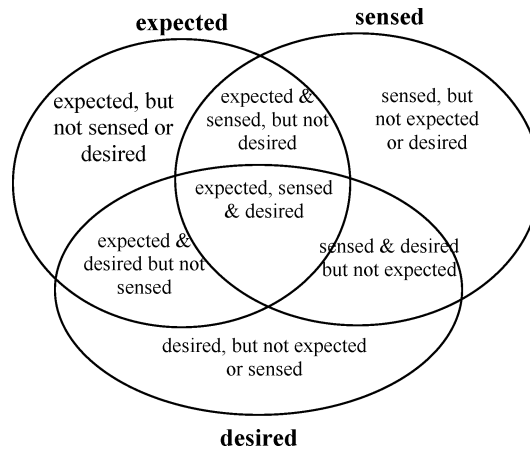 expected
sensed
expected, but
not sensed or
desired
expected &
sensed, but not
desired
sensed, but
not expected
or desired
expected, sensed
& desired
expected &
desired but not
sensed
sensed & desired
but not expected
desired, but not expected
or sensed
desired